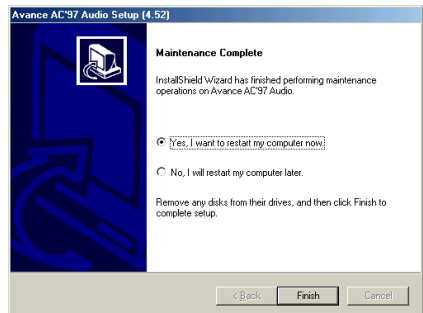 Avance AC'97 Audio Setup (4.52)
Maintenance Complete
InstallShield Wizard has finished performing maintenance
operations on Avance AC'97 Audio.
Yes, I want to restart my computer now.
No, I will restart my computer later.
Remove any disks from their drives, and then click Finish to
complete setup.
< Back
Finish
Cancel